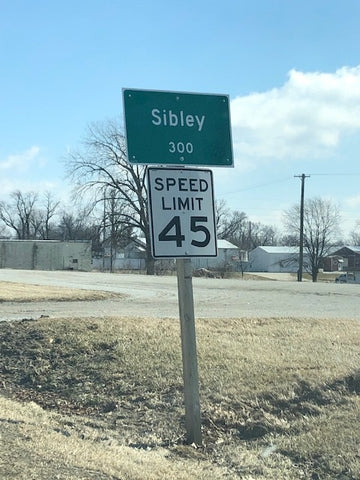 Sibley
300
SPEED
LIMIT
45